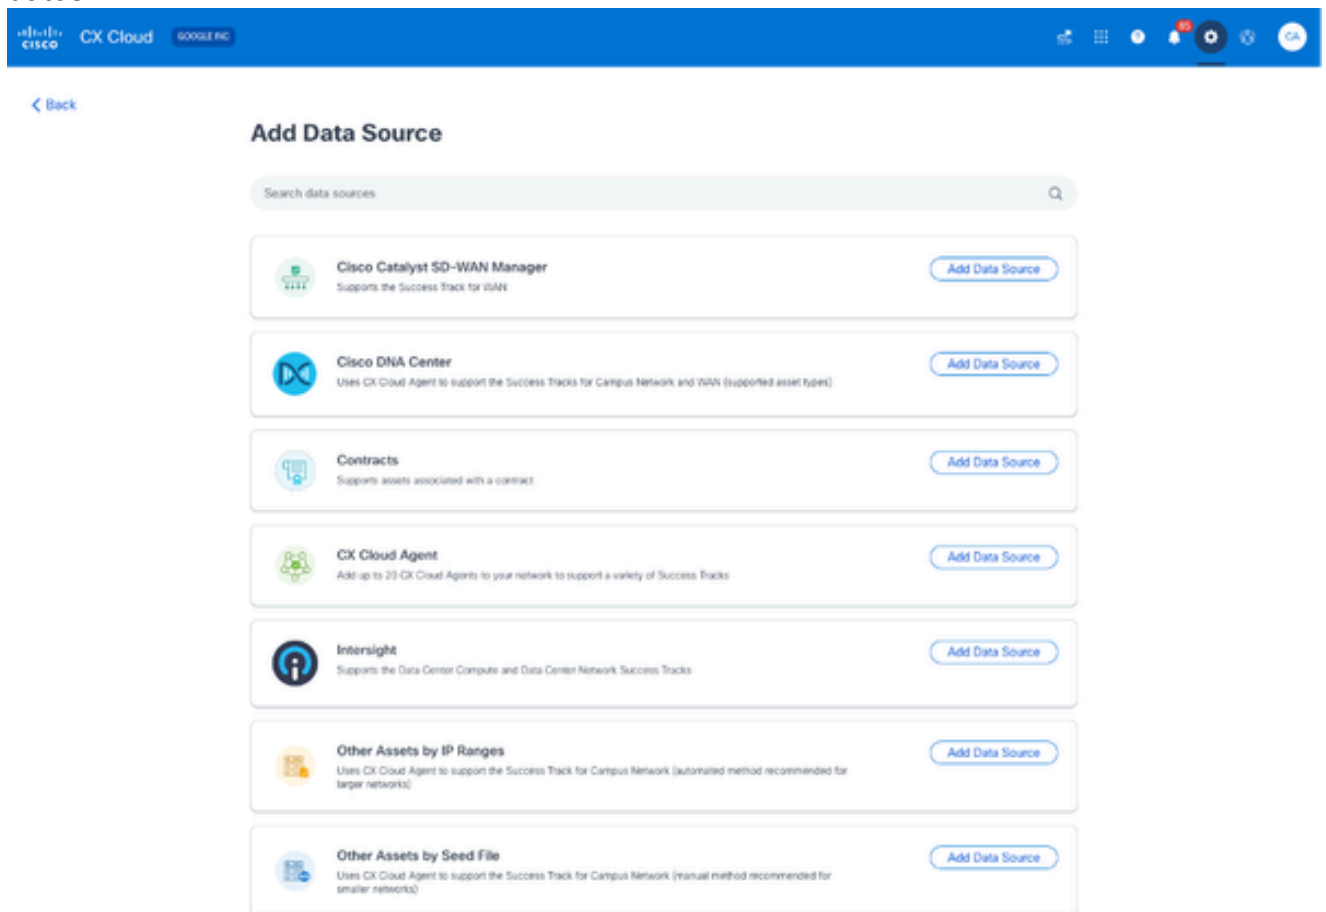 cisco CX Cloud GOOGLE INC 85 CA
Back
Add Data Source
Search data sources
Cisco Catalyst SD-WAN Manager
Supports the Success Track for WAN
Add Data Source
Cisco DNA Center
Uses CX Cloud Agent to support the Success Tracks for Campus Network and WAN (supported asset types)
Add Data Source
Contracts
Supports assets associated with a contract
Add Data Source
CX Cloud Agent
Add up to 20 CX Cloud Agents to your network to support a variety of Success Tracks
Add Data Source
Intersight
Supports the Data Center Compute and Data Center Network Success Tracks
Add Data Source
Other Assets by IP Ranges
Uses CX Cloud Agent to support the Success Track for Campus Network (automated method recommended for
larger networks)
Add Data Source
Other Assets by Seed File
Uses CX Cloud Agent to support the Success Track for Campus Network (manual method recommended for
smaller networks)
Add Data Source